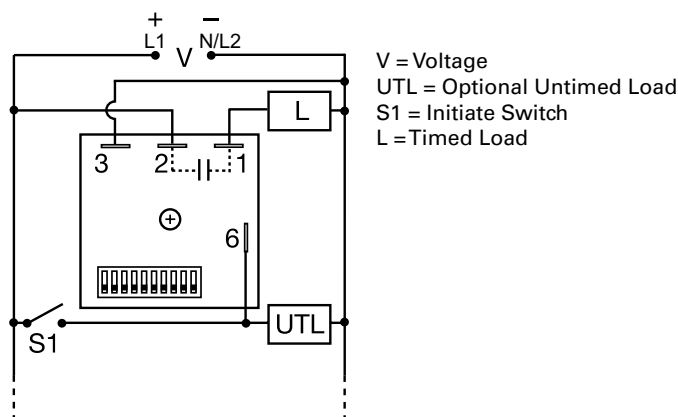 + −
L1 V N/L2
V = Voltage
UTL = Optional Untimed Load
S1 = Initiate Switch
L = Timed Load
L
3 2 1
6
S1 UTL